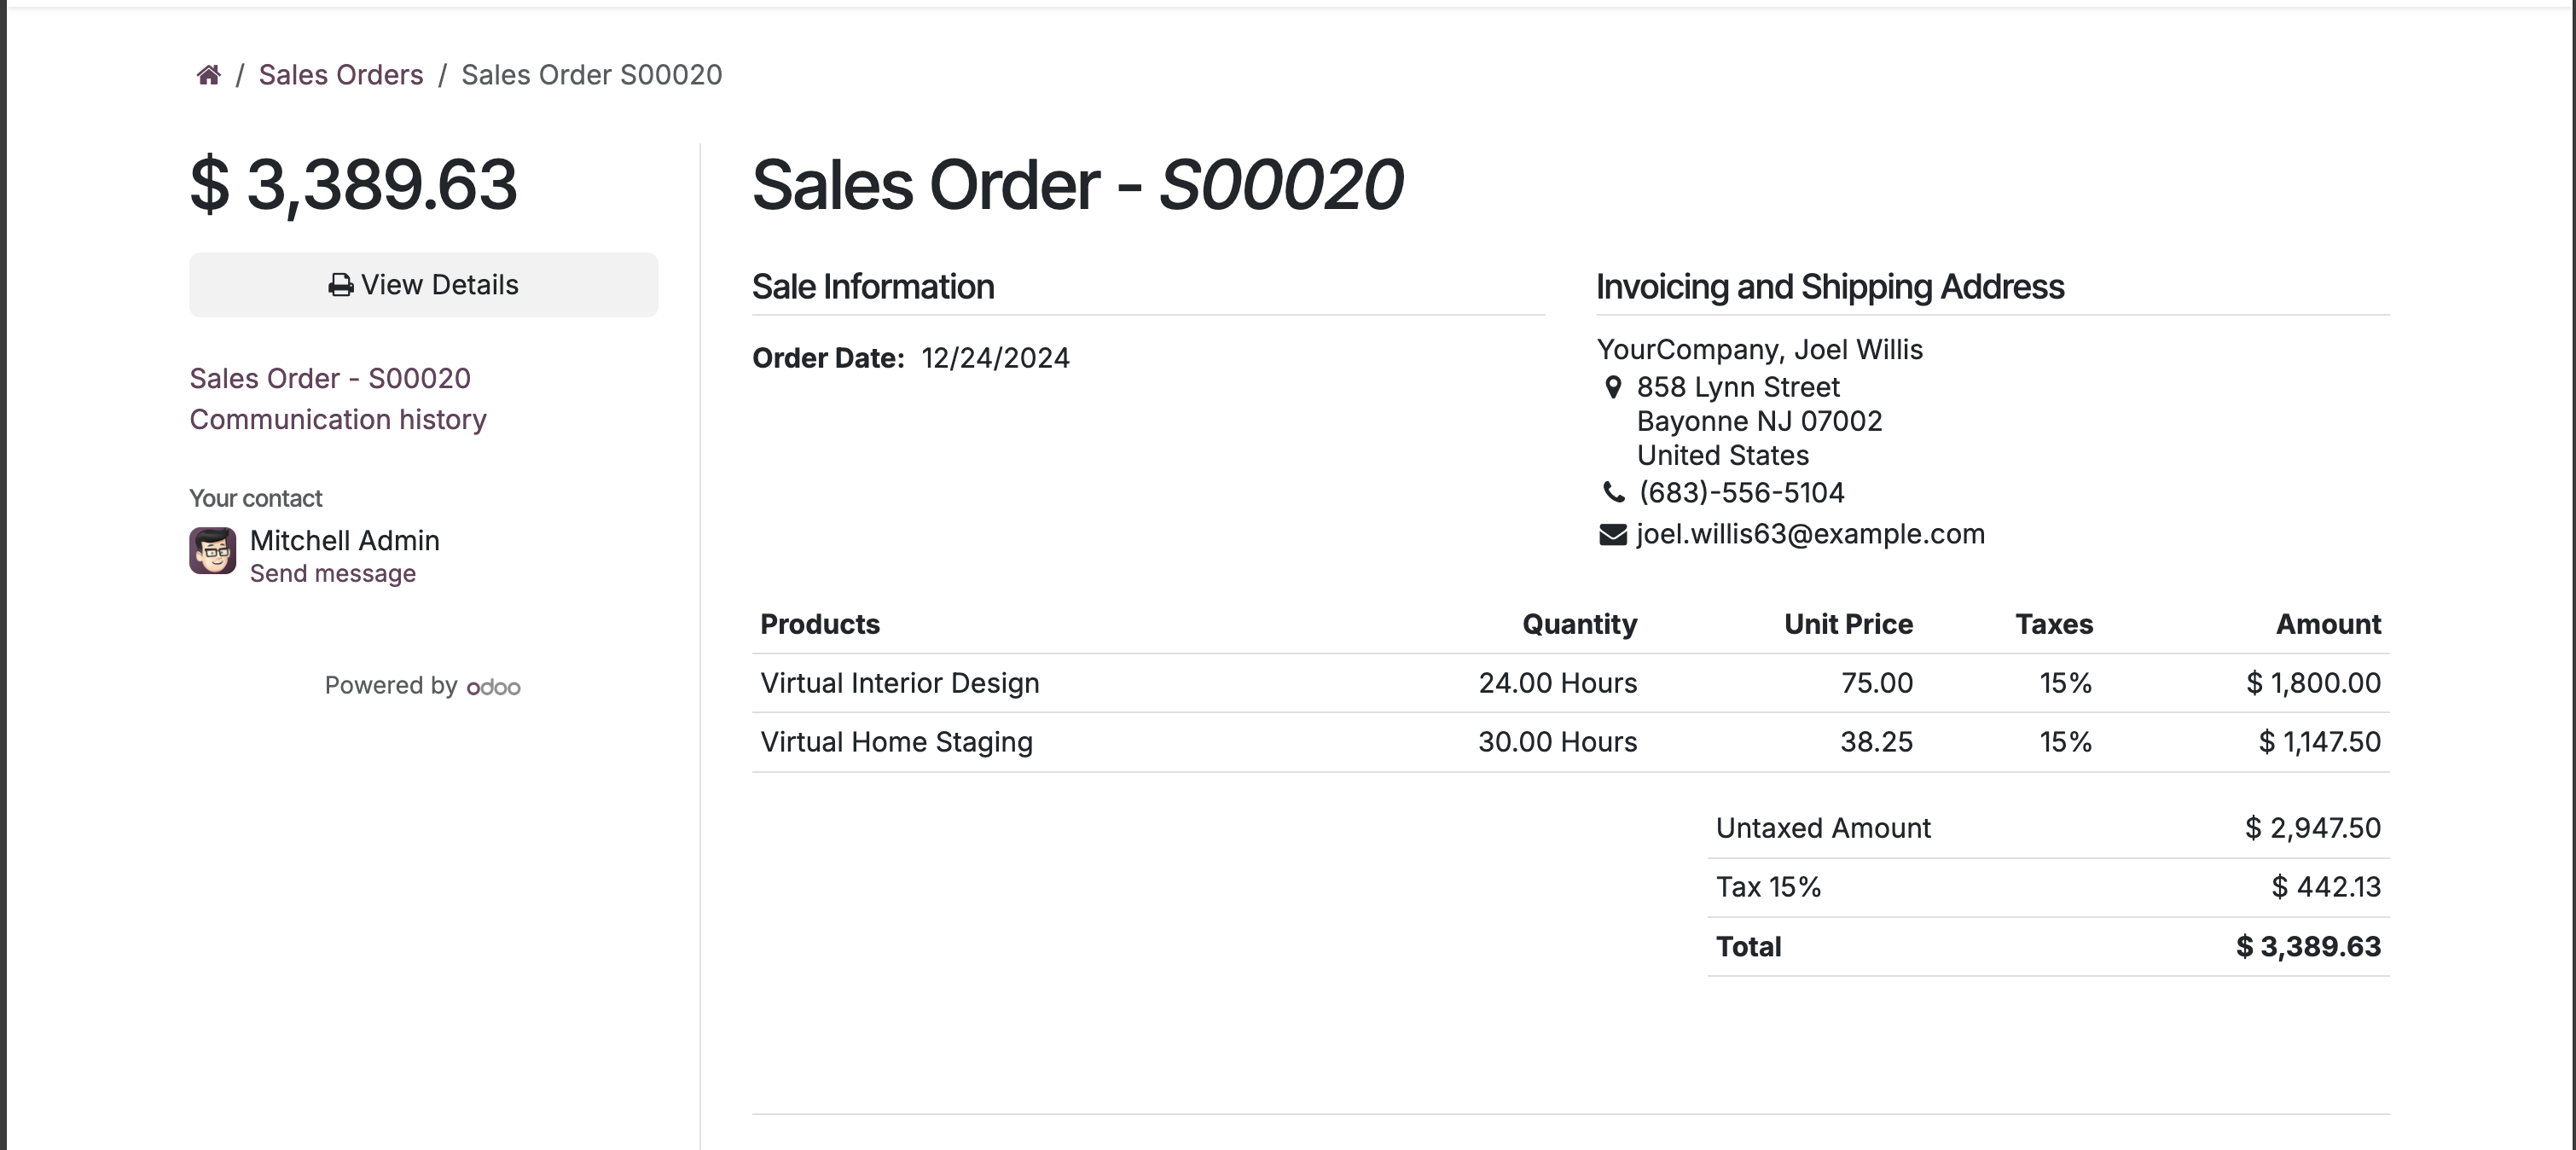 / Sales Orders / Sales Order S00020
$ 3,389.63
View Details
Sales Order - S00020
Communication history
Your contact
Mitchell Admin
Send message
Powered by odoo
Sales Order - S00020
Sale Information
Order Date: 12/24/2024
Invoicing and Shipping Address
YourCompany, Joel Willis
858 Lynn Street
Bayonne NJ 07002
United States
(683)-556-5104
joel.willis63@example.com
Products Quantity Unit Price Taxes Amount
Virtual Interior Design 24.00 Hours 75.00 15% $ 1,800.00
Virtual Home Staging 30.00 Hours 38.25 15% $ 1,147.50
Untaxed Amount $ 2,947.50
Tax 15% $ 442.13
Total $ 3,389.63